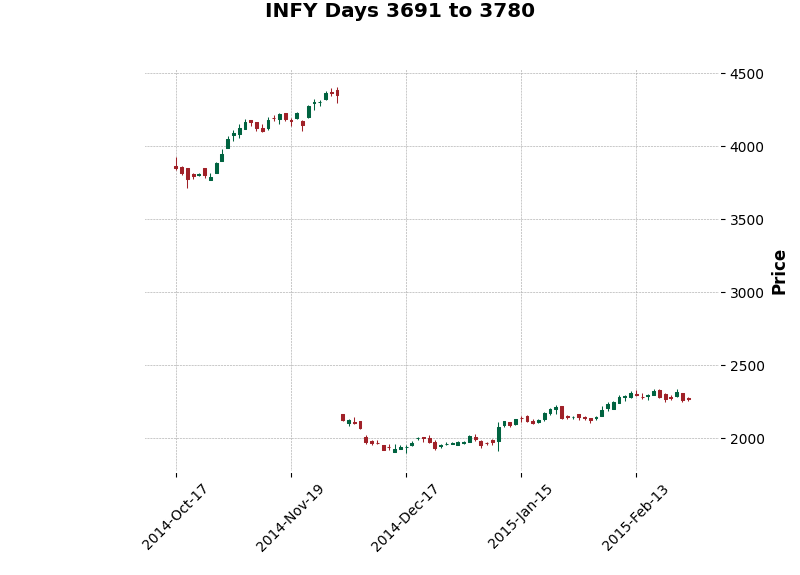 INFY Days 3691 to 3780
4500
4000
3500
3000
2500
2000
Price
2014-Oct-17
2014-Nov-19
2014-Dec-17
2015-Jan-15
2015-Feb-13